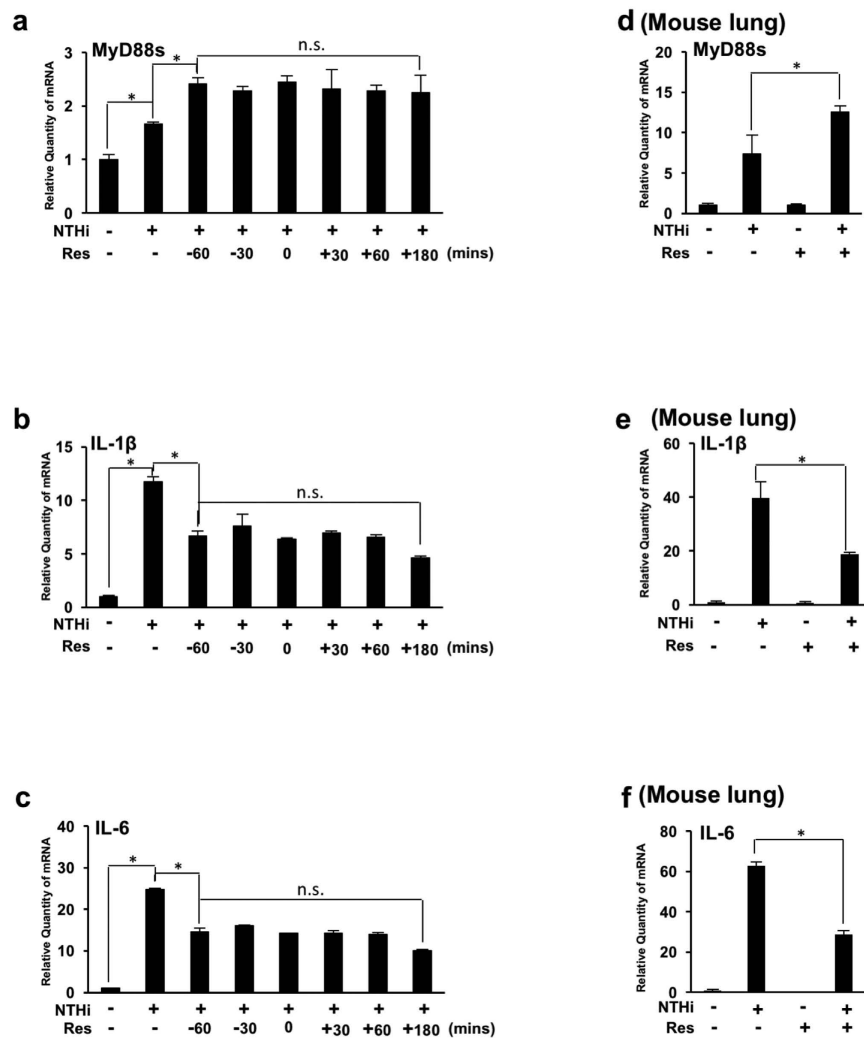 a
MyD88s
Relative Quantity of mRNA
3
2
1
0
* * n.s.
NTHi - + + + + + + +
Res - - -60 -30 0 +30 +60 +180 (mins)
b
IL-1β
Relative Quantity of mRNA
15
10
5
0
* * n.s.
NTHi - + + + + + + +
Res - - -60 -30 0 +30 +60 +180 (mins)
c
IL-6
Relative Quantity of mRNA
40
30
20
10
0
* * n.s.
NTHi - + + + + + + +
Res - - -60 -30 0 +30 +60 +180 (mins)
d (Mouse lung)
MyD88s
Relative Quantity of mRNA
20
15
10
5
0
*
NTHi - + - +
Res - - + +
e (Mouse lung)
IL-1β
Relative Quantity of mRNA
60
40
20
0
*
NTHi - + - +
Res - - + +
f (Mouse lung)
IL-6
Relative Quantity of mRNA
80
60
40
20
0
*
NTHi - + - +
Res - - + +